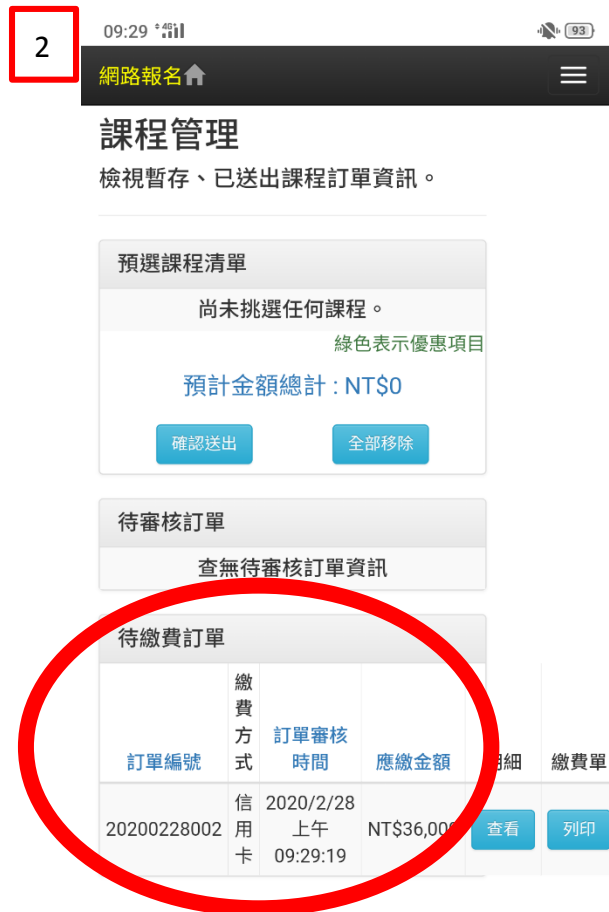 2
09:29 4G
93
網路報名
課程管理
檢視暫存、已送出課程訂單資訊。
預選課程清單
尚未挑選任何課程。
綠色表示優惠項目
預計金額總計 : NT$0
確認送出 全部移除
待審核訂單
查無待審核訂單資訊
待繳費訂單
訂單編號 繳費方式 訂單審核時間 應繳金額 細 繳費單
20200228002 信用卡 2020/2/28 上午 09:29:19 NT$36,00 查看 列印